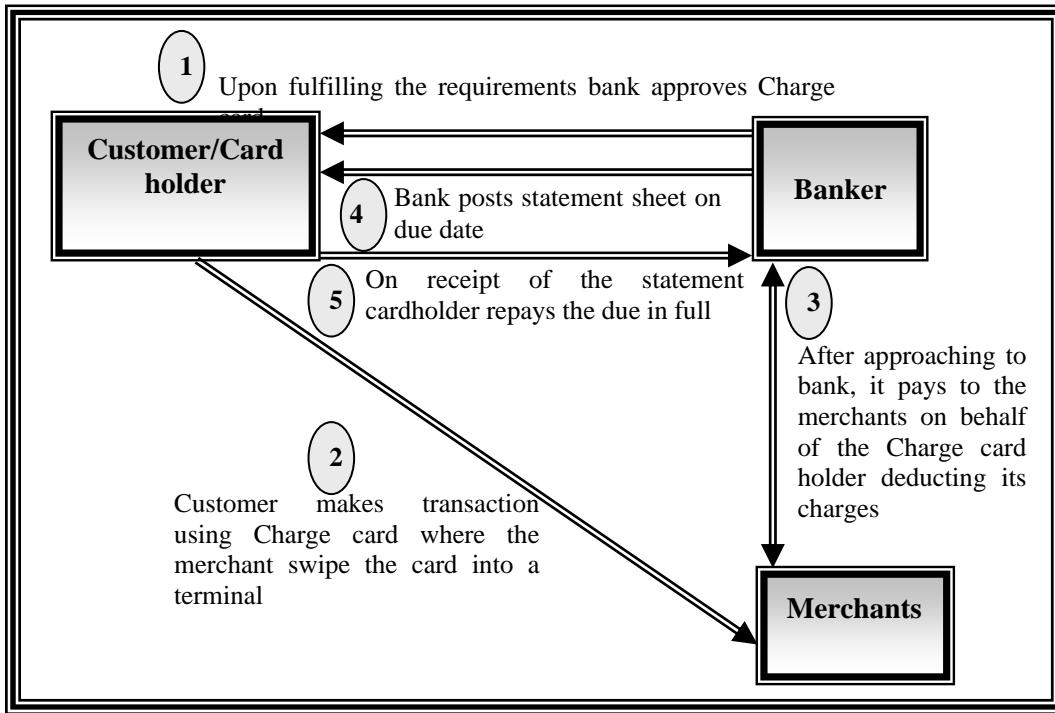 1
Upon fulfilling the requirements bank approves Charge
card
Customer/Card
holder
Banker
4
Bank posts statement sheet on
due date
5
On receipt of the statement
cardholder repays the due in full
3
After approaching to
bank, it pays to the
merchants on behalf
of the Charge card
holder deducting its
charges
2
Customer makes transaction
using Charge card where the
merchant swipe the card into a
terminal
Merchants